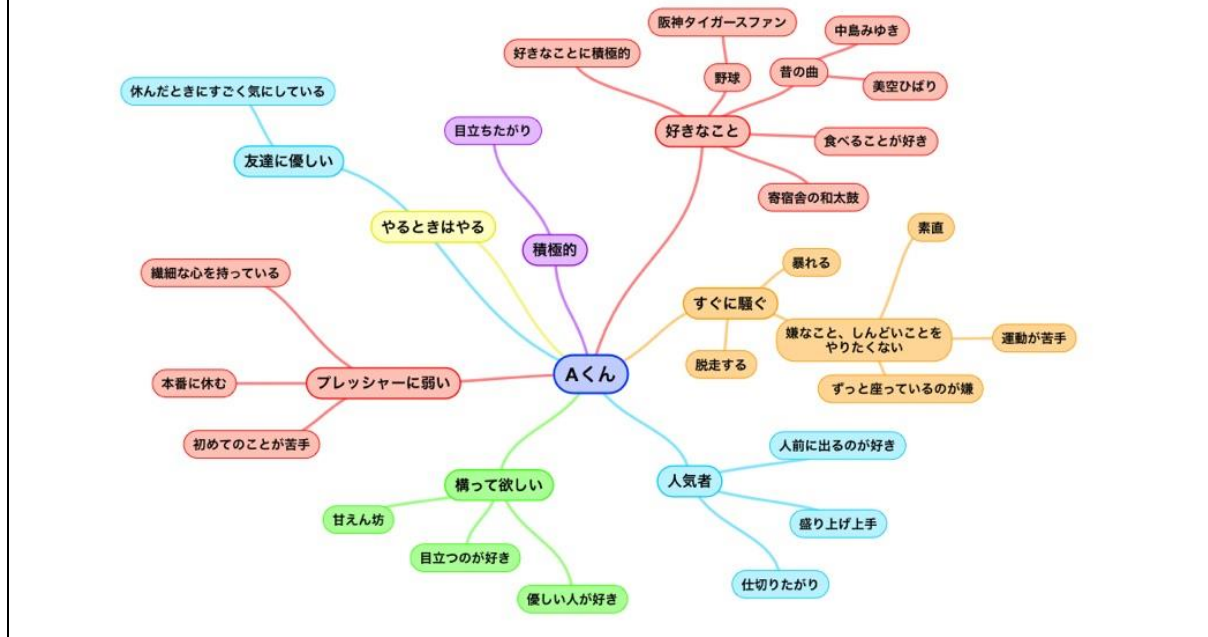 阪神タイガースファン
中島みゆき
好きなことに積極的
野球
昔の曲
美空ひばり
休んだときにすごく気にしている
目立ちたがり
好きなこと
食べることが好き
友達に優しい
寄宿舎の和太鼓
やるときはやる
素直
積極的
暴れる
繊細な心を持っている
すぐに騒ぐ
嫌なこと、しんどいことを
やりたくない
運動が苦手
脱走する
Aくん
プレッシャーに弱い
本番に休む
ずっと座っているのが嫌
初めてのことが苦手
人前に出るのが好き
構って欲しい
人気者
甘えん坊
盛り上げ上手
目立つのが好き
仕切りたがり
優しい人が好き